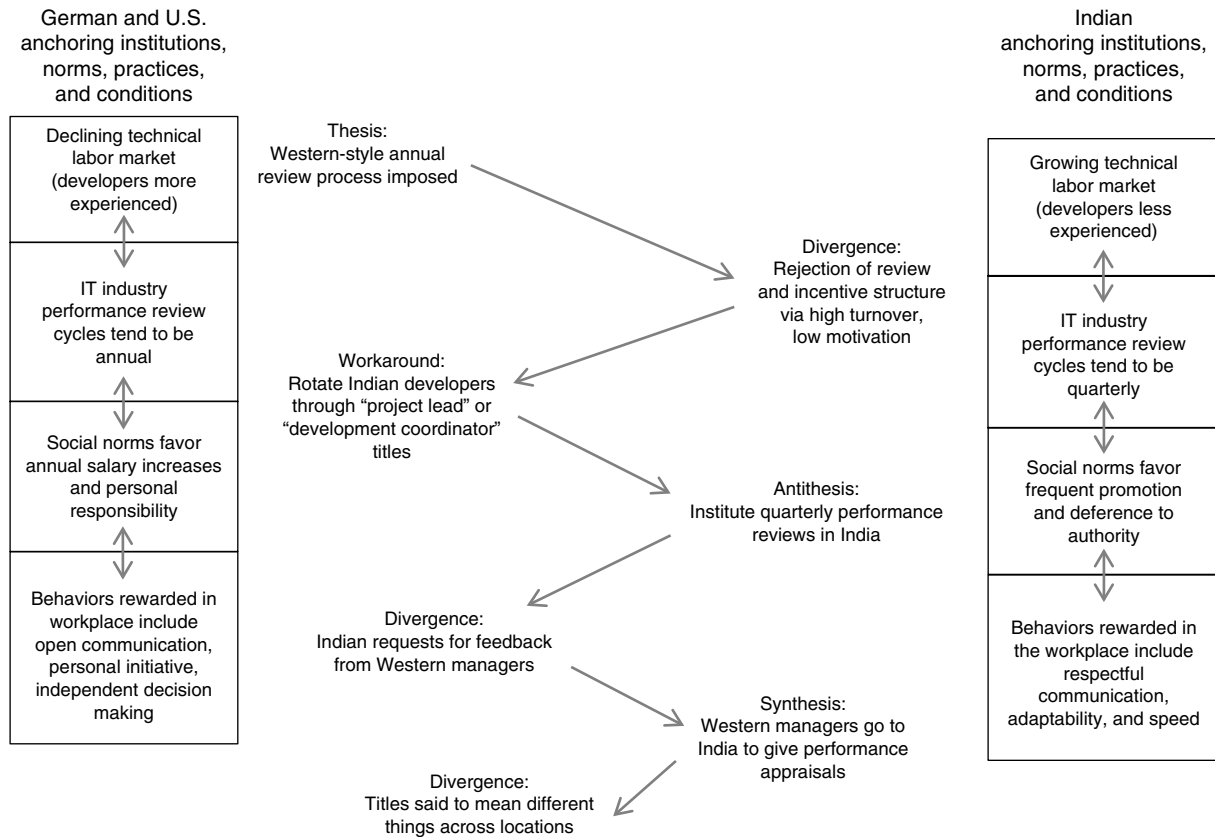 German and U.S.
anchoring institutions,
norms, practices,
and conditions
Declining technical
labor market
(developers more
experienced)
IT industry
performance review
cycles tend to be
annual
Social norms favor
annual salary increases
and personal
responsibility
Behaviors rewarded in
workplace include
open communication,
personal initiative,
independent decision
making
Thesis:
Western-style annual
review process imposed
Divergence:
Rejection of review
and incentive structure
via high turnover,
low motivation
Workaround:
Rotate Indian developers
through “project lead” or
“development coordinator”
titles
Antithesis:
Institute quarterly performance
reviews in India
Divergence:
Indian requests for feedback
from Western managers
Synthesis:
Western managers go to
India to give performance
appraisals
Divergence:
Titles said to mean different
things across locations
Indian
anchoring institutions,
norms, practices,
and conditions
Growing technical
labor market
(developers less
experienced)
IT industry
performance review
cycles tend to be
quarterly
Social norms favor
frequent promotion
and deference to
authority
Behaviors rewarded in
the workplace include
respectful
communication,
adaptability, and speed